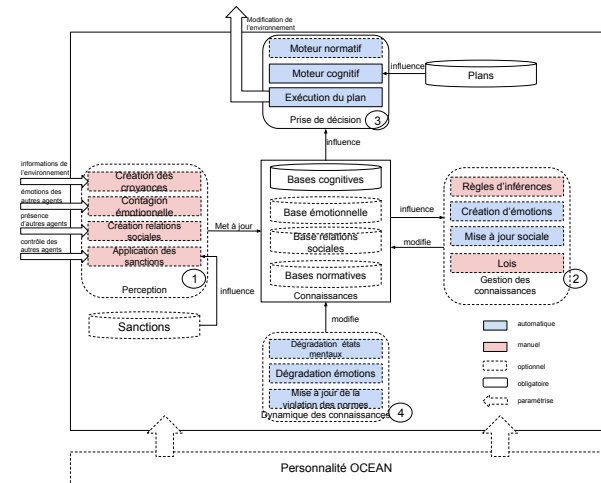 Modification de
l'environnement
Moteur normatif
Moteur cognitif
Exécution du plan
Prise de décision
3
influence
Plans
influence
informations de
l'environnement
émotions des
autres agents
présence
d'autres agents
contrôle des
autres agents
Création des
croyances
Contagion
émotionnelle
Création relations
sociales
Application des
sanctions
1
Perception
Met à jour
influence
Sanctions
Bases cognitives
Base émotionnelle
Base relations
sociales
Bases normatives
Connaissances
influence
modifie
Règles d'inférences
Création d'émotions
Mise à jour sociale
Lois
Gestion des
connaissances
2
modifie
Dégradation états
mentaux
Dégradation émotions
Mise à jour de la
violation des normes
Dynamique des connaissances
4
automatique
manuel
optionnel
obligatoire
paramétrise
Personnalité OCEAN